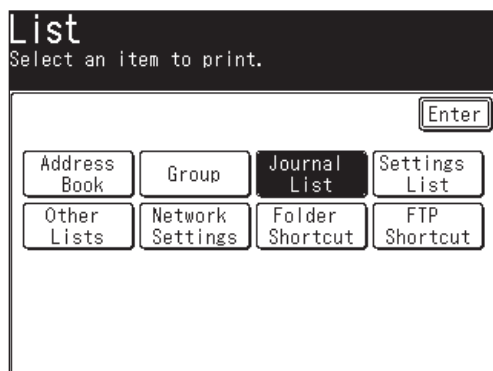 List
Select an item to print.
Enter
Address Book
Group
Journal List
Settings List
Other Lists
Network Settings
Folder Shortcut
FTP Shortcut